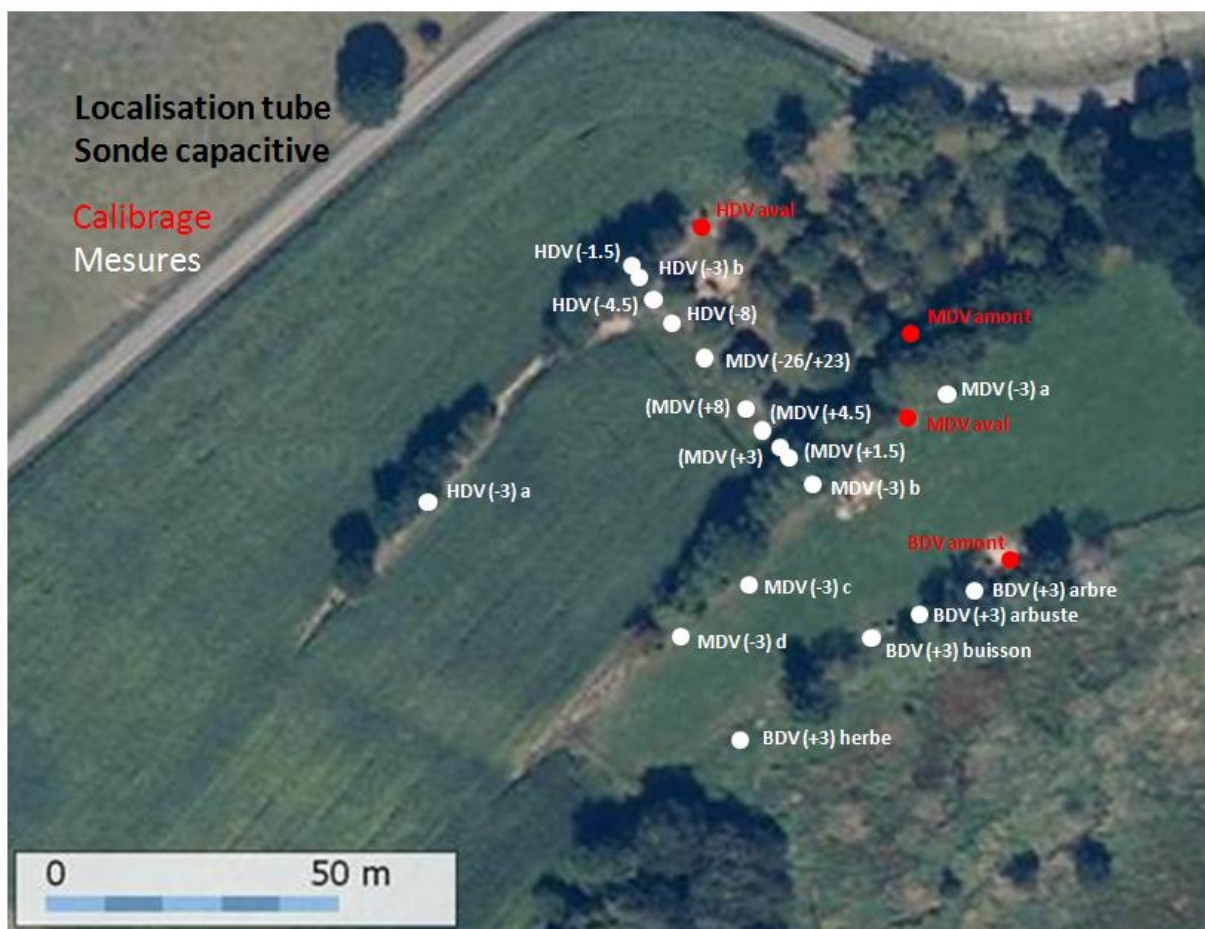 Localisation tube
Sonde capacitive
Calibrage
Mesures
HDV aval
HDV (-1.5)
HDV (-3) b
HDV (-4.5)
HDV (-8)
MDV amont
MDV (-26/+23)
MDV (-3) a
(MDV (+8)
(MDV (+4.5)
MDV aval
(MDV (+3)
(MDV (+1.5)
MDV (-3) b
HDV (-3) a
BDV amont
MDV (-3) c
BDV (+3) arbre
BDV (+3) arbuste
MDV (-3) d
BDV (+3) buisson
BDV (+3) herbe
0 50 m